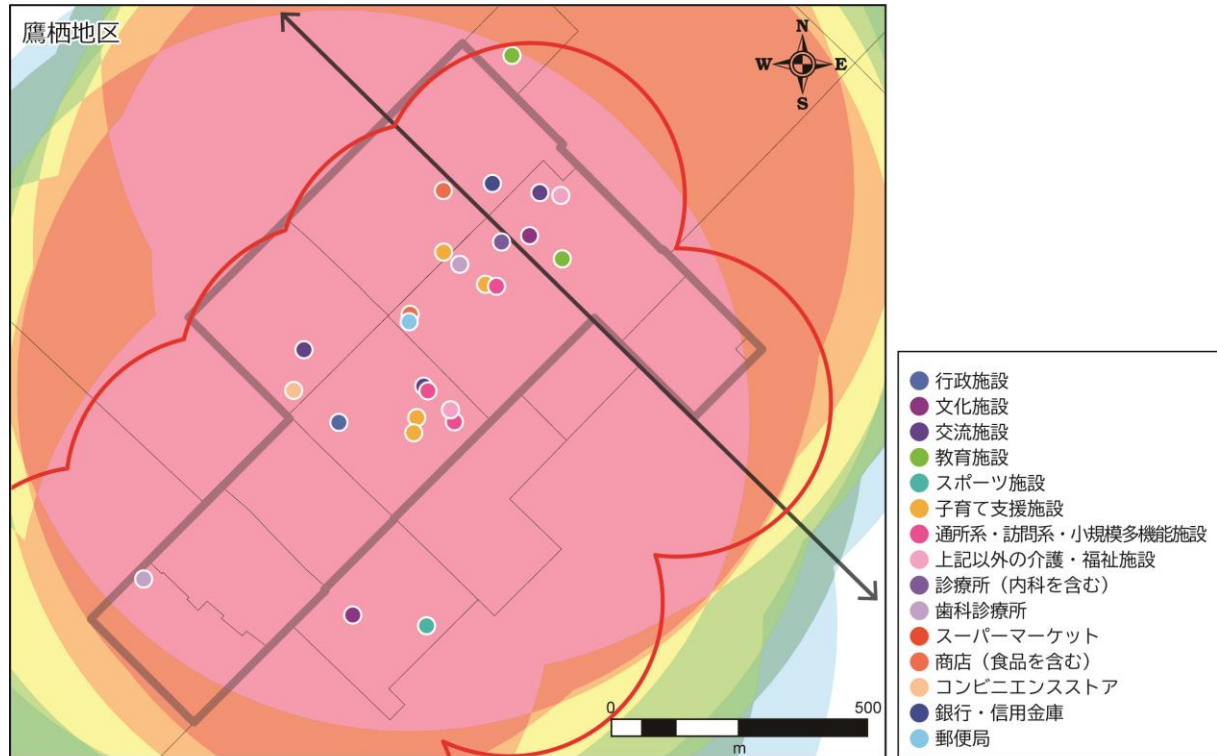 鷹栖地区
N
W E
S
0 500
m
行政施設
文化施設
交流施設
教育施設
スポーツ施設
子育て支援施設
通所系・訪問系・小規模多機能施設
上記以外の介護・福祉施設
診療所（内科を含む）
歯科診療所
スーパーマーケット
商店（食品を含む）
コンビニエンスストア
銀行・信用金庫
郵便局